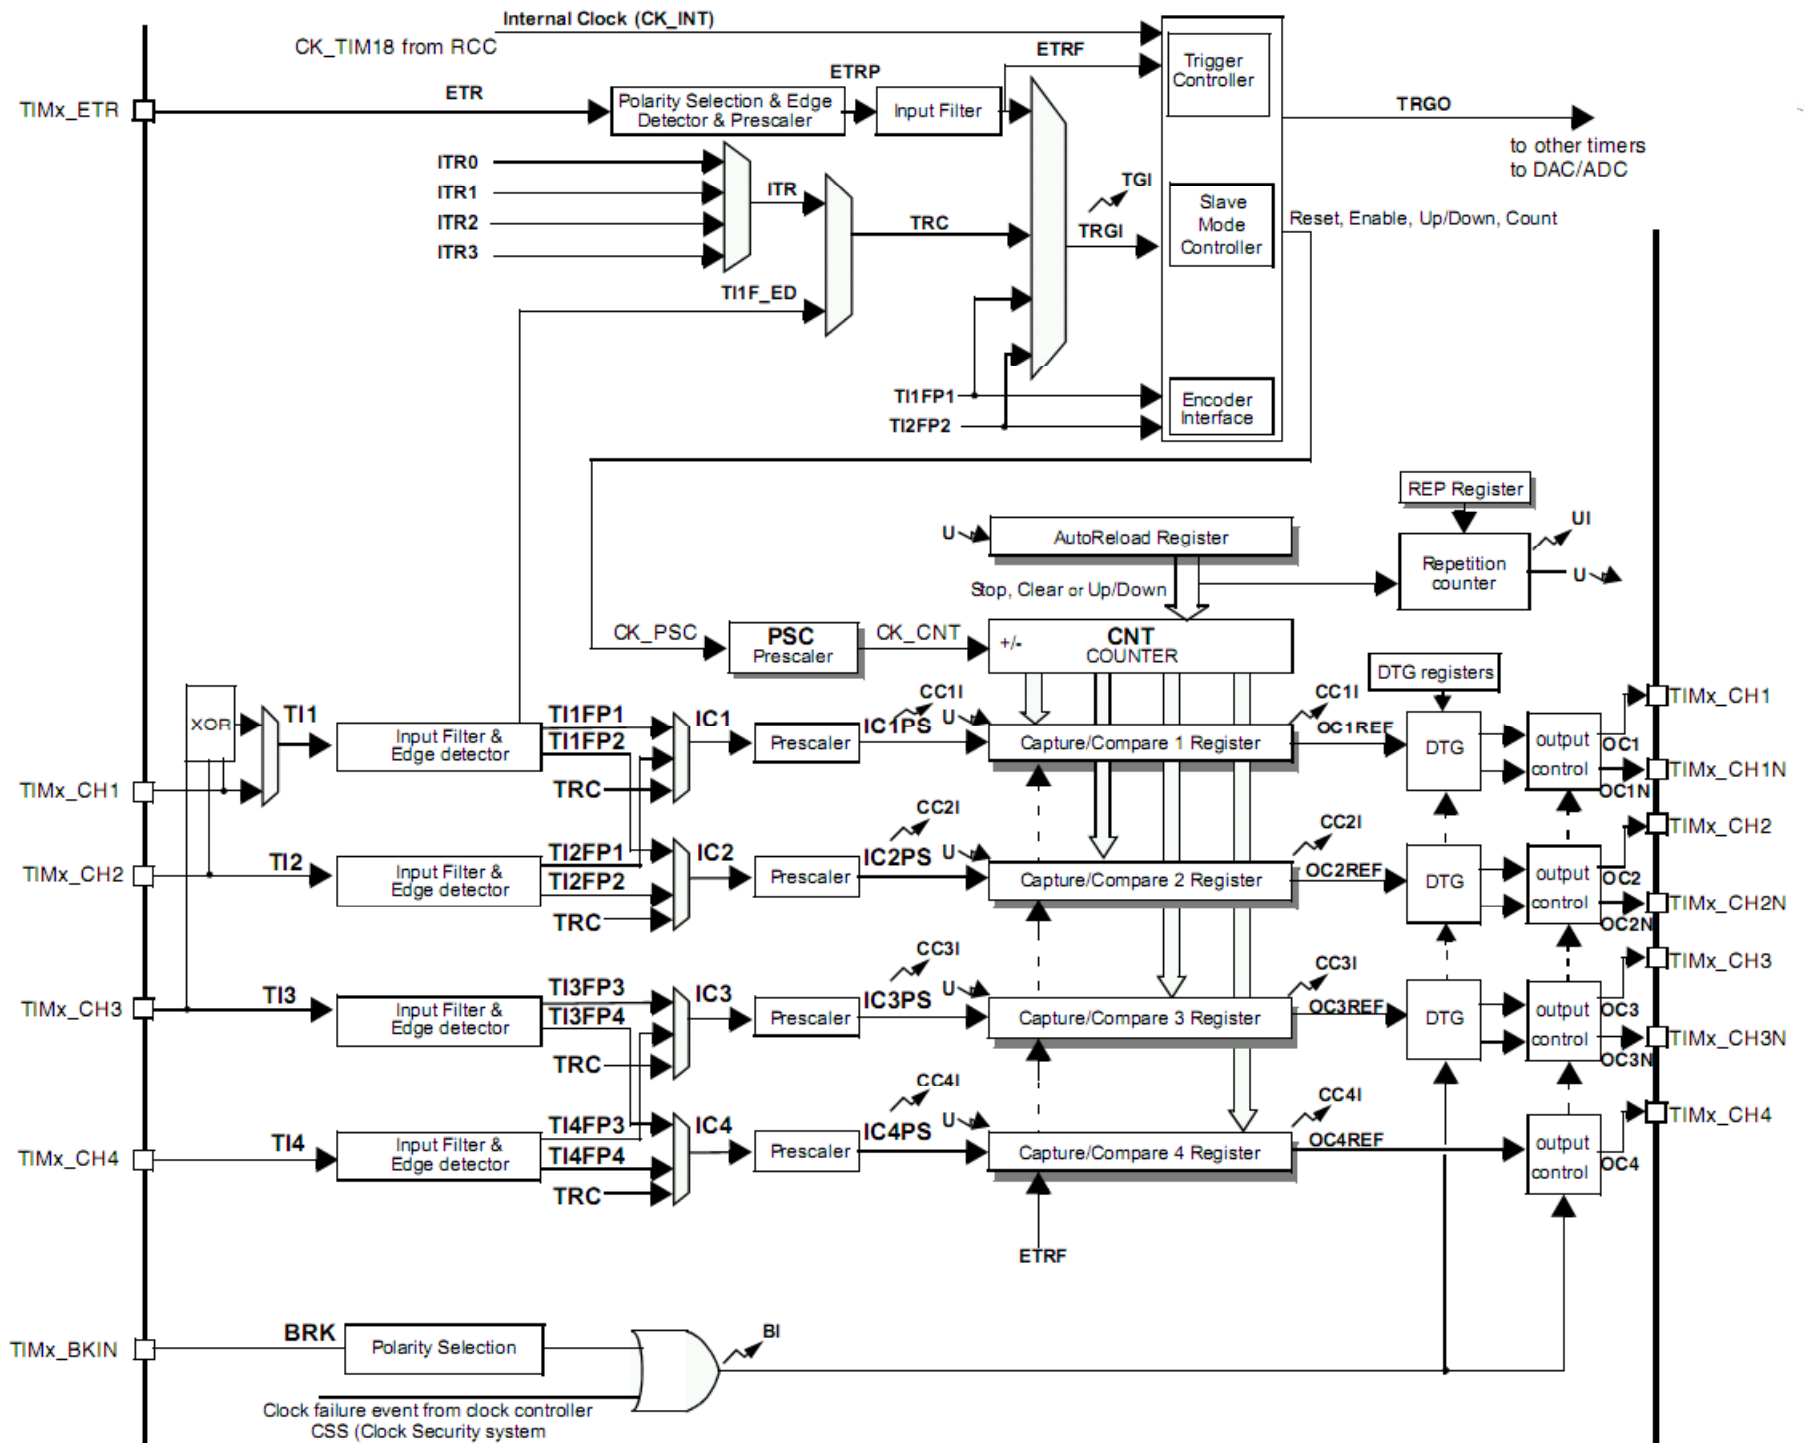 Internal Clock (CK_INT)
CK_TIM18 from RCC
ETRF
Trigger
Controller
ETRP
TIMx_ETR
ETR
Polarity Selection & Edge
Detector & Prescaler
Input Filter
TRGO
to other timers
to DAC/ADC
ITR0
ITR1
ITR2
ITR3
ITR
TRC
TGI
TRGI
Slave
Mode
Controller
Reset, Enable, Up/Down, Count
TI1F_ED
TI1FP1
TI2FP2
Encoder
Interface
REP Register
U
AutoReload Register
UI
Repetition
counter
U
Stop, Clear or Up/Down
CK_PSC
PSC
Prescaler
CK_CNT
+/-
CNT
COUNTER
DTG registers
XOR
TI1
Input Filter &
Edge detector
TI1FP1
TI1FP2
TRC
IC1
Prescaler
CC1I
IC1PS
U
Capture/Compare 1 Register
CC1I
OC1REF
DTG
output
control
OC1
OC1N
TIMx_CH1
TIMx_CH1N
TIMx_CH1
TIMx_CH2
TI2
Input Filter &
Edge detector
TI2FP1
TI2FP2
TRC
IC2
Prescaler
CC2I
IC2PS
U
Capture/Compare 2 Register
CC2I
OC2REF
DTG
output
control
OC2
OC2N
TIMx_CH2
TIMx_CH2N
TIMx_CH3
TI3
Input Filter &
Edge detector
TI3FP3
TI3FP4
TRC
IC3
Prescaler
CC3I
IC3PS
U
Capture/Compare 3 Register
CC3I
OC3REF
DTG
output
control
OC3
OC3N
TIMx_CH3
TIMx_CH3N
TIMx_CH4
TI4
Input Filter &
Edge detector
TI4FP3
TI4FP4
TRC
IC4
Prescaler
CC4I
IC4PS
U
Capture/Compare 4 Register
CC4I
OC4REF
output
control
OC4
TIMx_CH4
ETRF
TIMx_BKIN
BRK
Polarity Selection
BI
Clock failure event from clock controller
CSS (Clock Security system